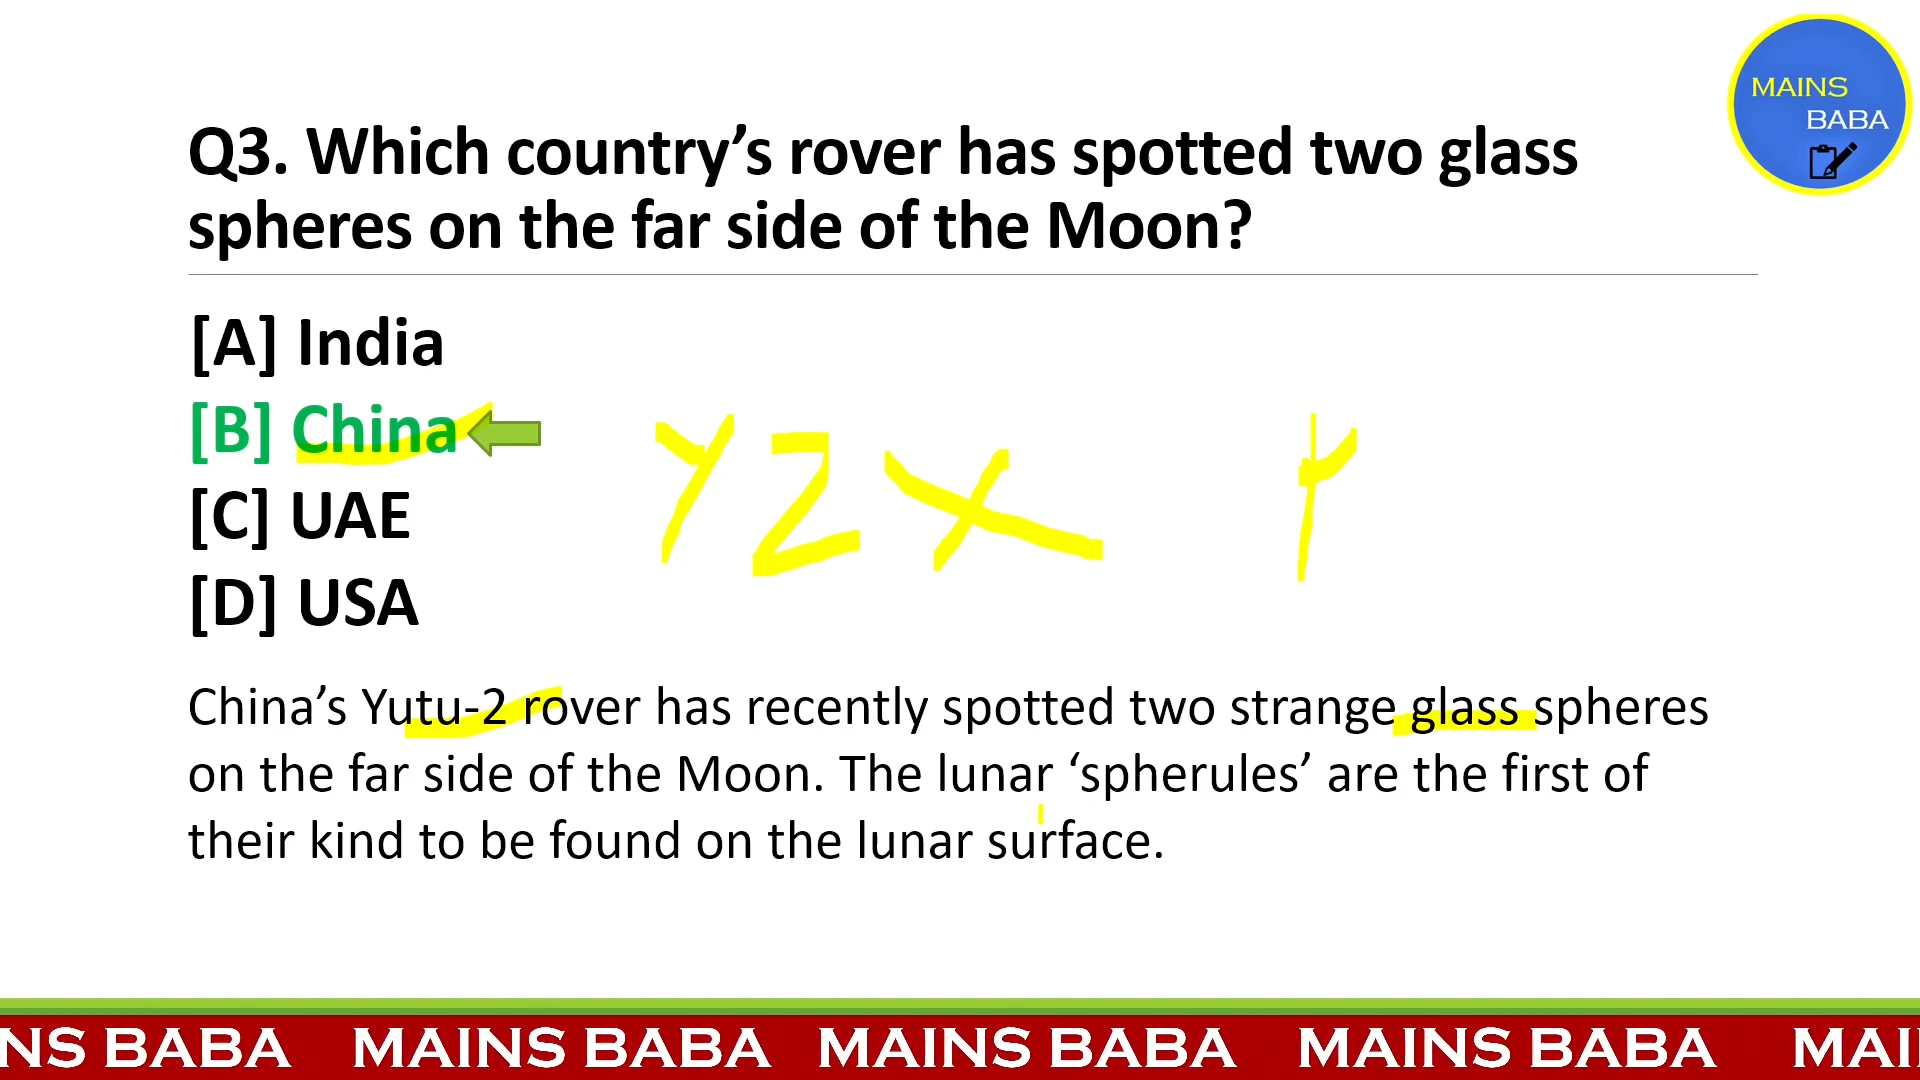 MAINS
BABA
Q3. Which country’s rover has spotted two glass
spheres on the far side of the Moon?
[A] India
[B] China
[C] UAE
[D] USA
YZX
China’s Yutu-2 rover has recently spotted two strange glass spheres
on the far side of the Moon. The lunar ‘spherules’ are the first of
their kind to be found on the lunar surface.
NS BABA MAINS BABA MAINS BABA MAINS BABA MAI